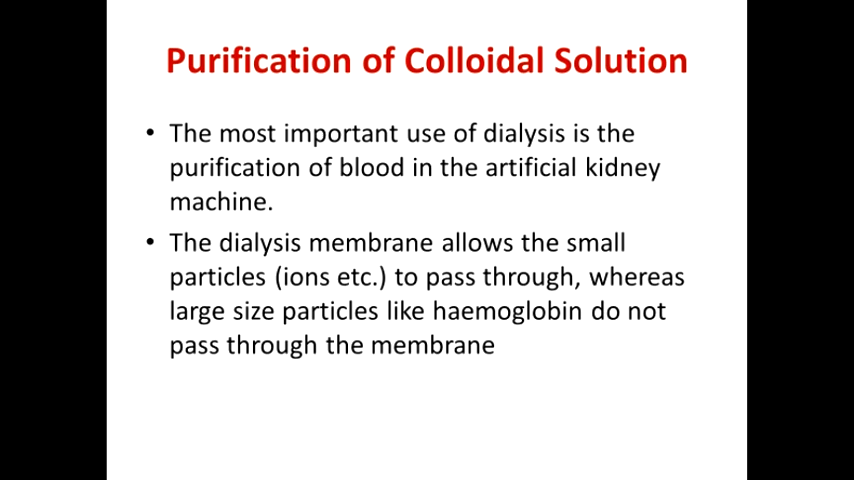 Purification of Colloidal Solution
• The most important use of dialysis is the
purification of blood in the artificial kidney
machine.
• The dialysis membrane allows the small
particles (ions etc.) to pass through, whereas
large size particles like haemoglobin do not
pass through the membrane